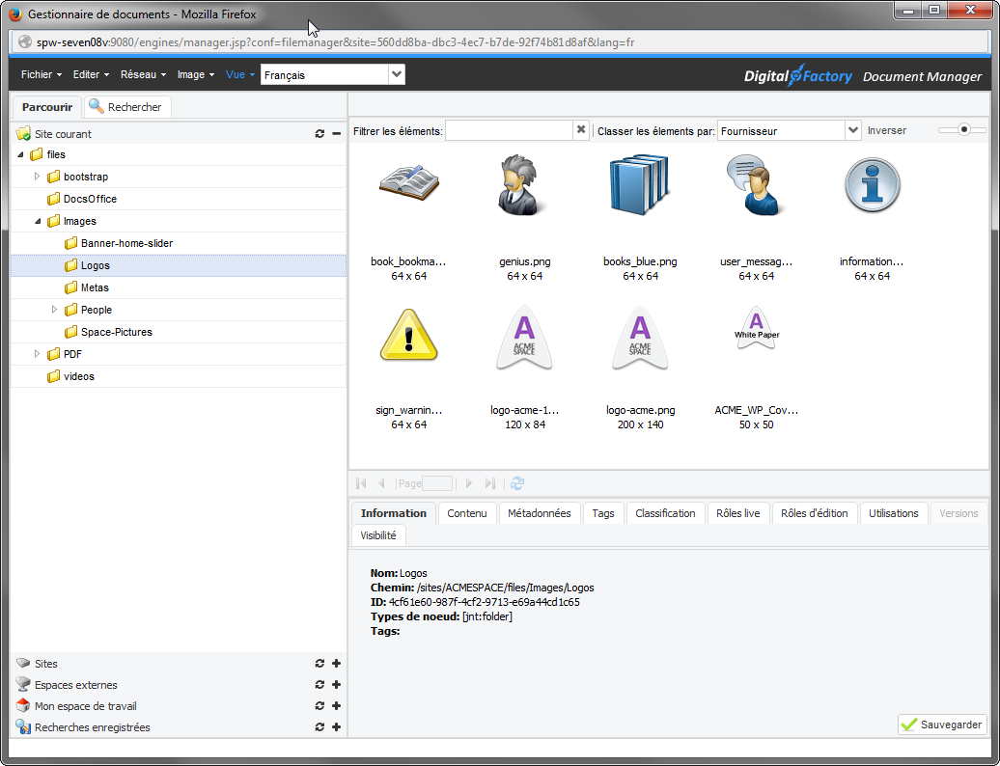 Gestionnaire de documents - Mozilla Firefox
spw-seven08v:9080/engines/manager.jsp?conf=filemanager&site=560dd8ba-dbc3-4ec7-b7de-92f74b81d8af&lang=fr
Fichier Editer Réseau Image Vue Français Digital Factory Document Manager
Parcourir Rechercher
Site courant
files
bootstrap
DocsOffice
Images
Banner-home-slider
Logos
Metas
People
Space-Pictures
PDF
videos
Sites
Espaces externes
Mon espace de travail
Recherches enregistrées
Filtrer les éléments: Classer les élements par: Fournisseur Inverser
book_bookma... genius.png books_blue.png user_messag... information...
64 x 64 64 x 64 64 x 64 64 x 64 64 x 64
A A A
ACME ACME White Paper
SPACE SPACE
sign_warnin... logo-acme-1... logo-acme.png ACME_WP_Cov...
64 x 64 120 x 84 200 x 140 50 x 50
Page
Information Contenu Métadonnées Tags Classification Rôles live Rôles d'édition Utilisations Versions
Visibilité
Nom: Logos
Chemin: /sites/ACMESPACE/files/Images/Logos
ID: 4cf61e60-987f-4cf2-9713-e69a44cd1c65
Types de noeud: [jnt:folder]
Tags:
Sauvegarder